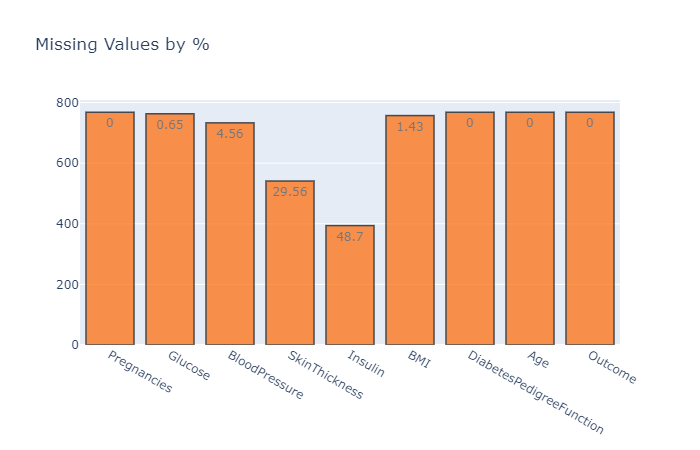 Missing Values by %
800
600
400
200
0
0
0.65
4.56
29.56
48.7
1.43
0
0
0
Pregnancies
Glucose
BloodPressure
SkinThickness
Insulin
BMI
DiabetesPedigreeFunction
Age
Outcome